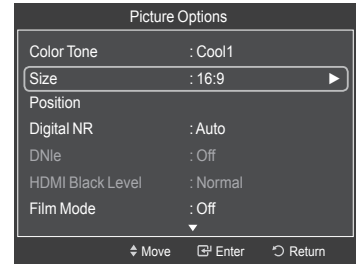 Picture Options
Color Tone : Cool1
Size : 16:9 ▶
Position
Digital NR : Auto
DNIe : Off
HDMI Black Level : Normal
Film Mode : Off
▼
Move Enter Return